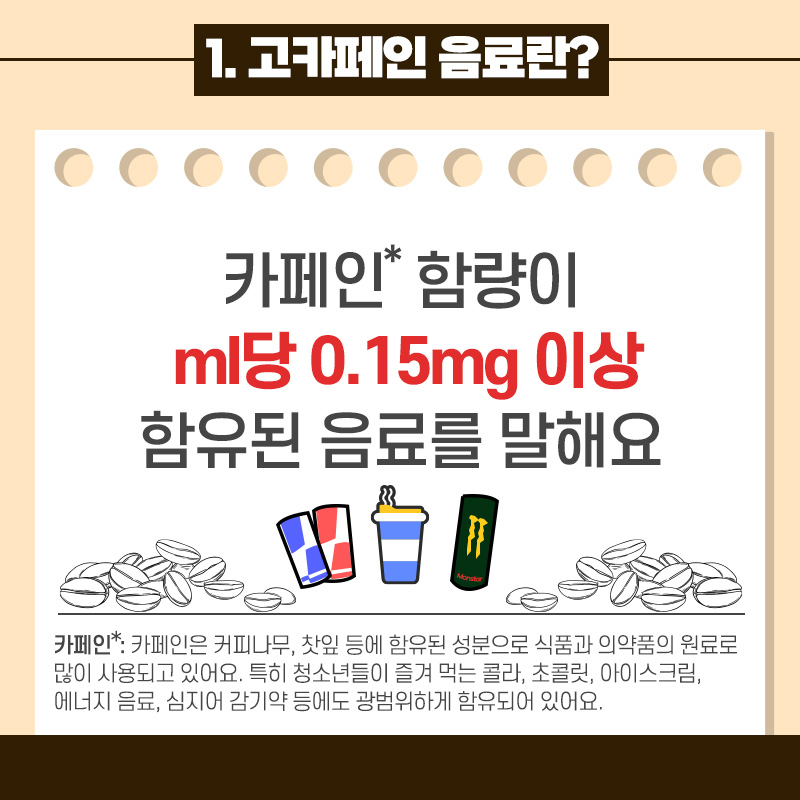 1. 고카페인 음료란?
카페인* 함량이
ml당 0.15mg 이상
함유된 음료를 말해요
Monster
카페인*: 카페인은 커피나무, 찻잎 등에 함유된 성분으로 식품과 의약품의 원료로
많이 사용되고 있어요. 특히 청소년들이 즐겨 먹는 콜라, 초콜릿, 아이스크림,
에너지 음료, 심지어 감기약 등에도 광범위하게 함유되어 있어요.